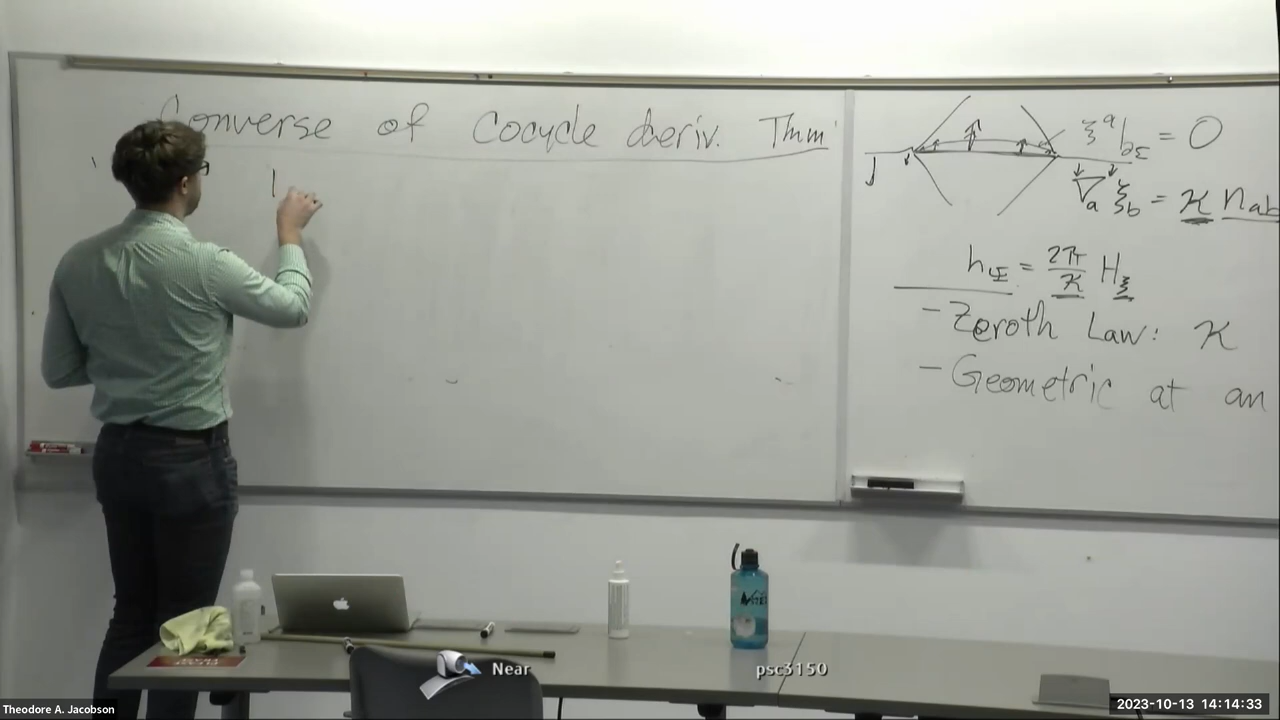 Converse of Cocycle deriv. Thm
ξᵃ|_∂Σ = 0
∇_a ξ_b = κ n_ab
h_Σ = 2π/κ H_ξ
- Zeroth Law: κ
- Geometric at an
Near
psc3150
Theodore A. Jacobson
2023-10-13 14:14:33